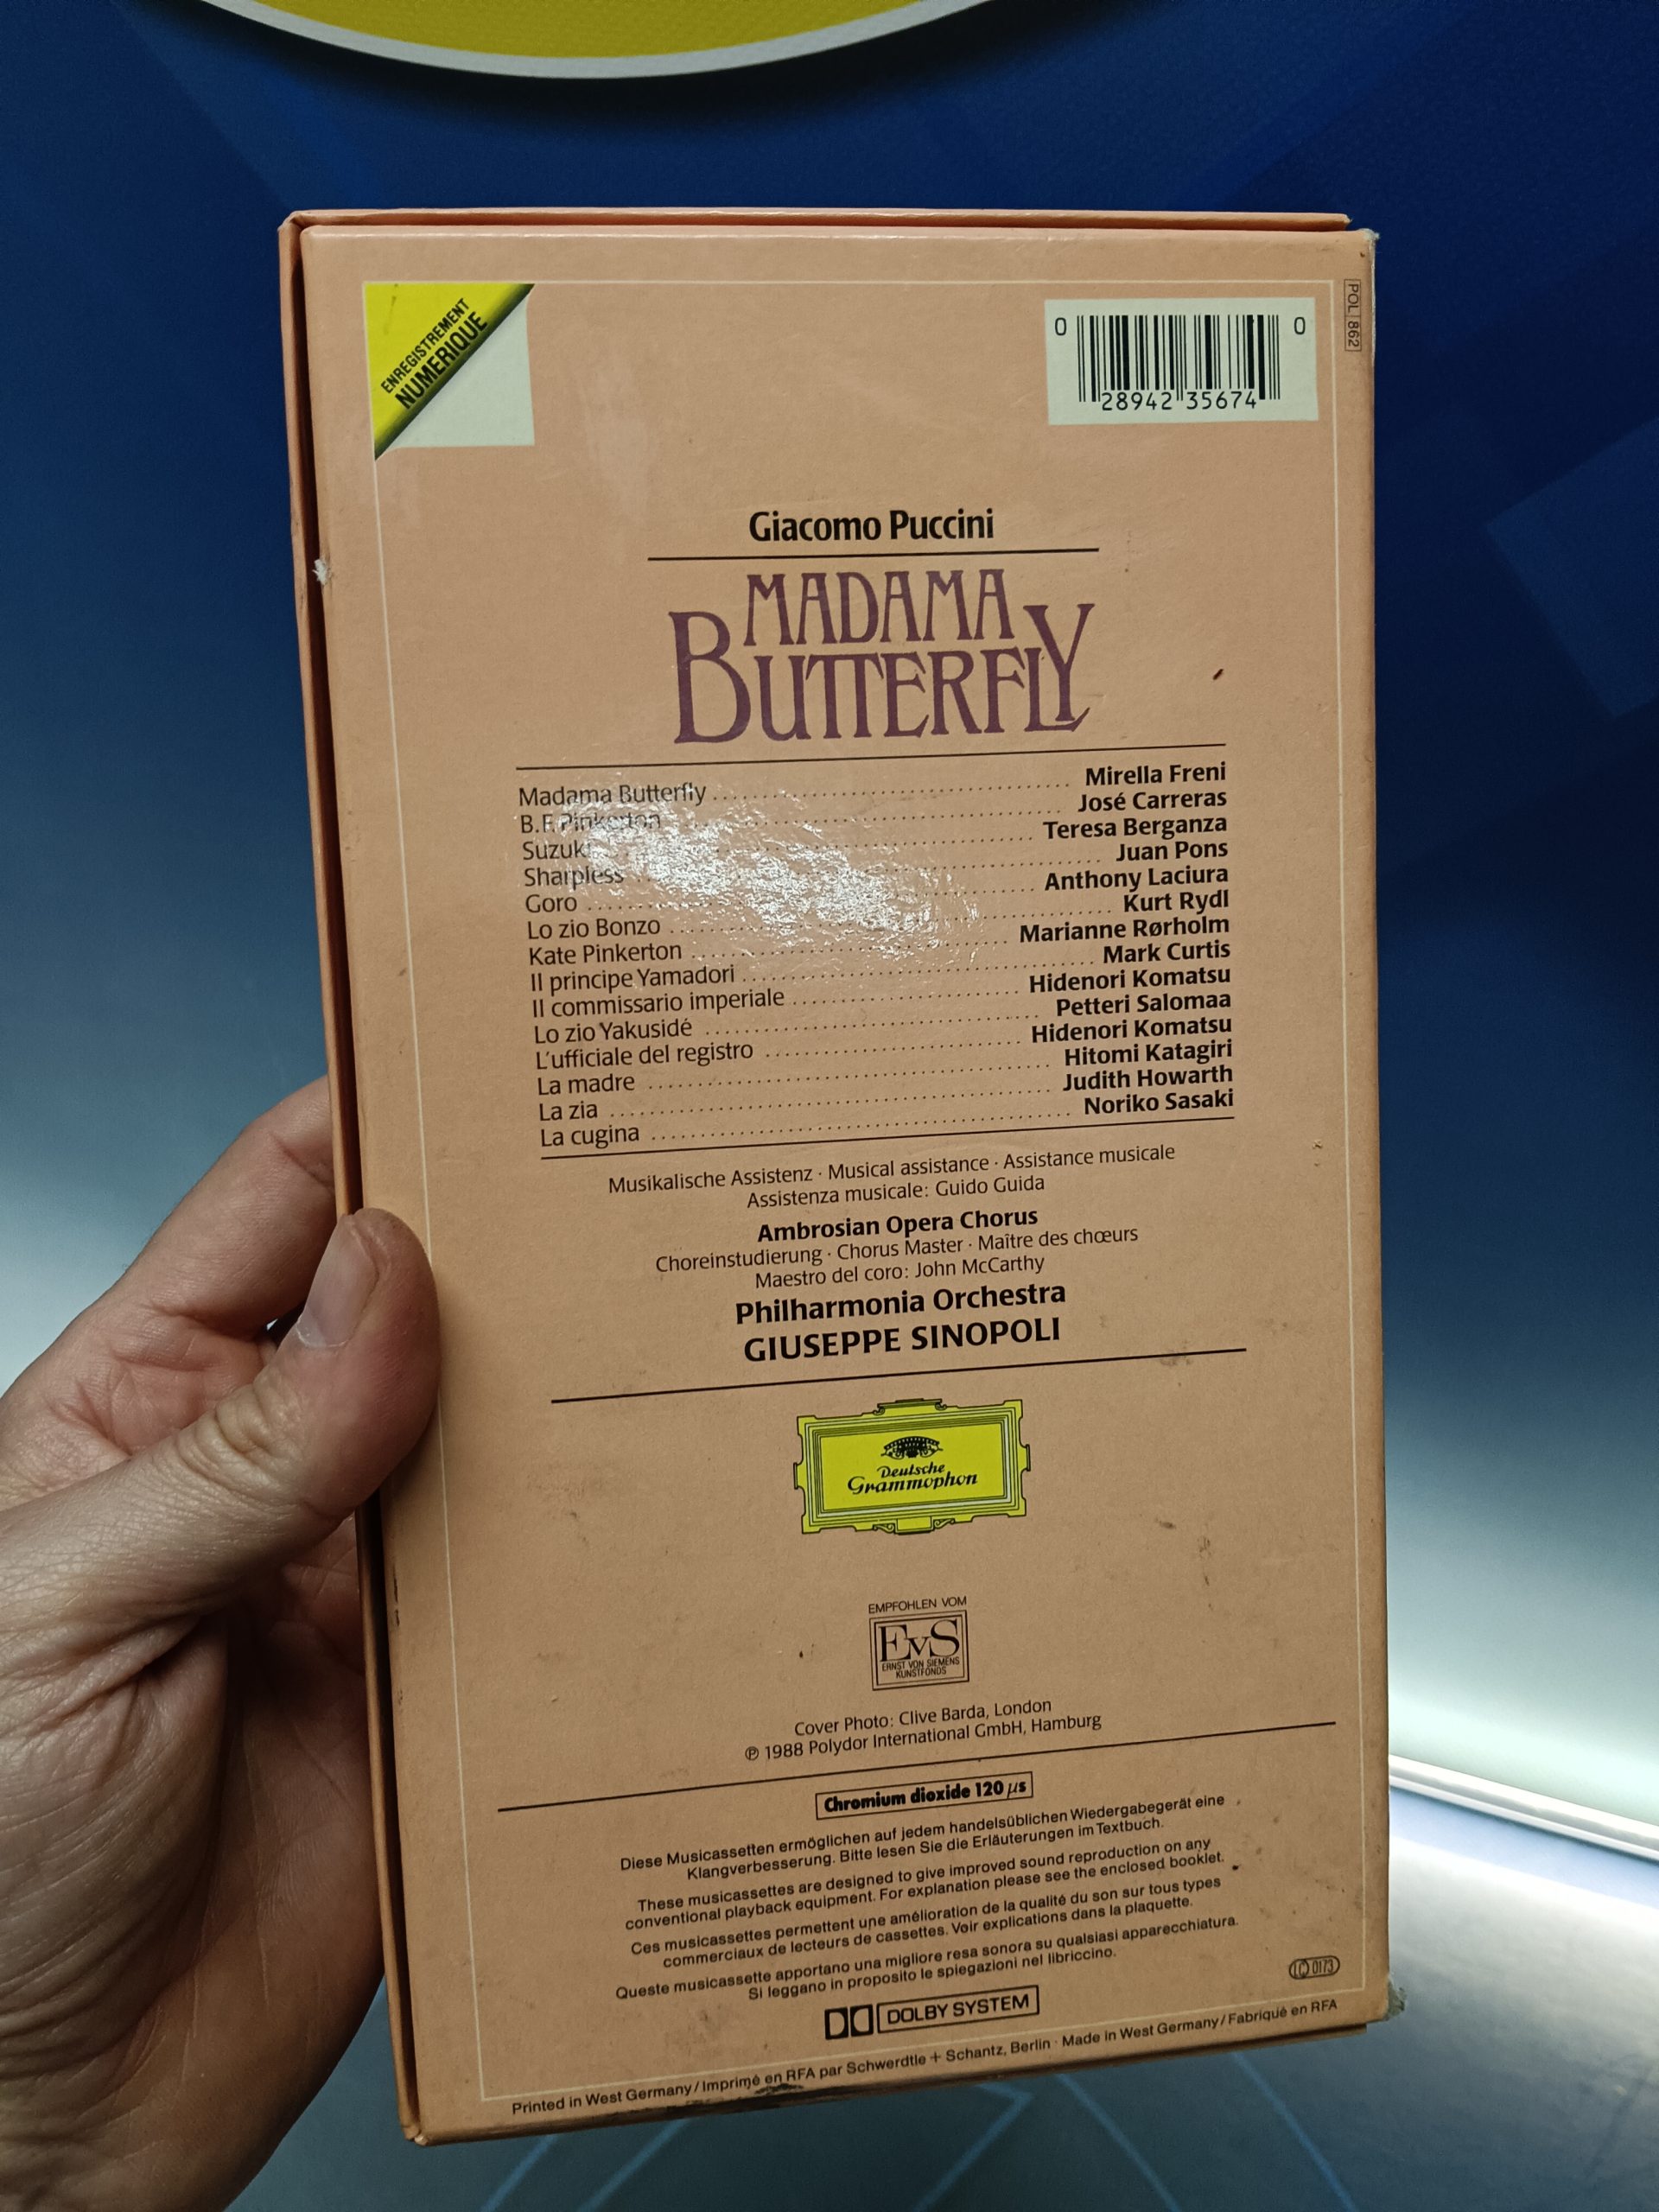 ENREGISTREMENT
NUMERIQUE
0 28942 35674 0
POL 862
Giacomo Puccini
MADAMA
BUTTERFLY
Madama Butterfly ... Mirella Freni
B.F. Pinkerton ... José Carreras
Suzuki ... Teresa Berganza
Sharpless ... Juan Pons
Goro ... Anthony Laciura
Lo zio Bonzo ... Kurt Rydl
Kate Pinkerton ... Marianne Rørholm
Il principe Yamadori ... Mark Curtis
Il commissario imperiale ... Hidenori Komatsu
Lo zio Yakusidé ... Petteri Salomaa
L'ufficiale del registro ... Hidenori Komatsu
La madre ... Hitomi Katagiri
La zia ... Judith Howarth
La cugina ... Noriko Sasaki
Musikalische Assistenz · Musical assistance · Assistance musicale
Assistenza musicale: Guido Guida
Ambrosian Opera Chorus
Choreinstudierung · Chorus Master · Maître des chœurs
Maestro del coro: John McCarthy
Philharmonia Orchestra
GIUSEPPE SINOPOLI
Deutsche
Grammophon
EMPFOHLEN VOM
EvS
ERNST VON SIEMENS
KUNSTFONDS
Cover Photo: Clive Barda, London
℗ 1988 Polydor International GmbH, Hamburg
Chromium dioxide 120 µs
Diese Musicassetten ermöglichen auf jedem handelsüblichen Wiedergabegerät eine
Klangverbesserung. Bitte lesen Sie die Erläuterungen im Textbuch.
These musicassettes are designed to give improved sound reproduction on any
conventional playback equipment. For explanation please see the enclosed booklet.
Ces musicassettes permettent une amélioration de la qualité du son sur tous types
commerciaux de lecteurs de cassettes. Voir explications dans la plaquette.
Queste musicassette apportano una migliore resa sonora su qualsiasi apparecchiatura.
Si leggano in proposito le spiegazioni nel libriccino.
LC 0173
DOLBY SYSTEM
Printed in West Germany / Imprimé en RFA par Schwerdtle + Schantz, Berlin · Made in West Germany / Fabriqué en RFA